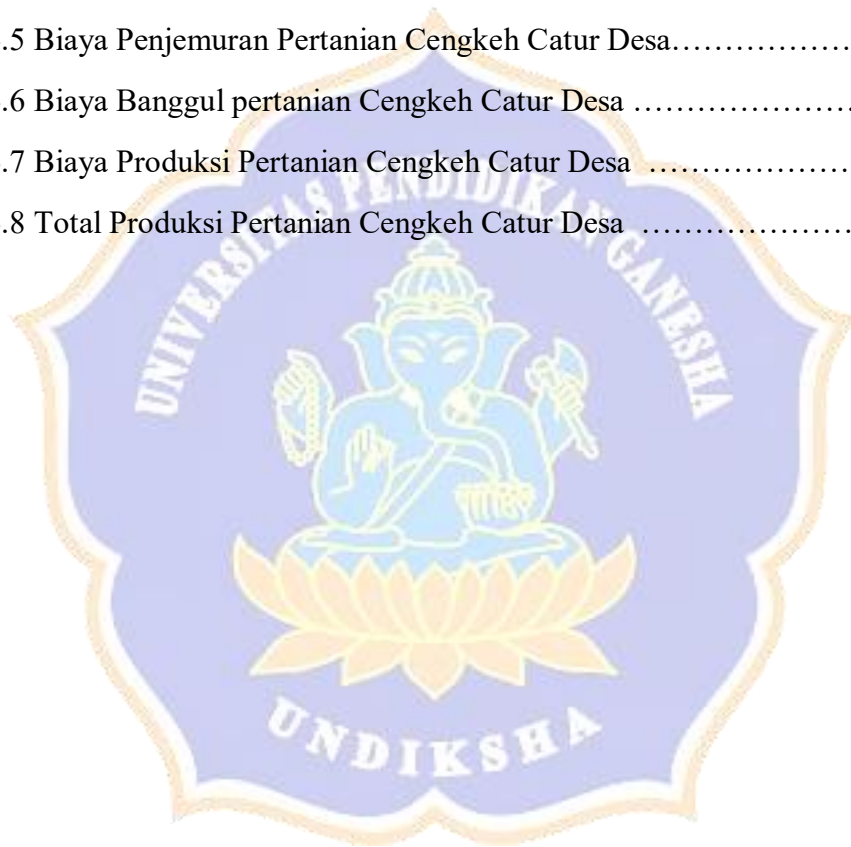 .5 Biaya Penjemuran Pertanian Cengkeh Catur Desa………………
.6 Biaya Banggul pertanian Cengkeh Catur Desa …………………
.7 Biaya Produksi Pertanian Cengkeh Catur Desa ………………
.8 Total Produksi Pertanian Cengkeh Catur Desa …………………
UNIVERSITAS PENDIDIKAN GANESHA
UNDIKSHA